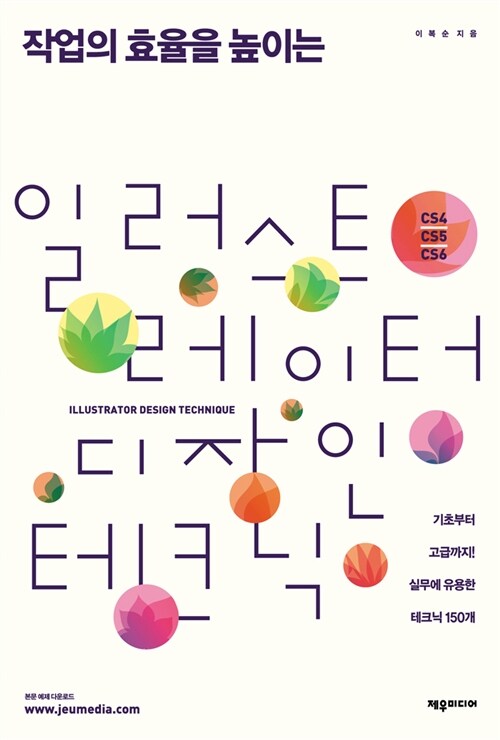 작업의 효율을 높이는
이복순 지음
일러스트
CS4
CS5
CS6
레이터
ILLUSTRATOR DESIGN TECHNIQUE
디자인
테크닉
기초부터
고급까지!
실무에 유용한
테크닉 150개
본문 예제 다운로드
www.jeumedia.com
제우미디어